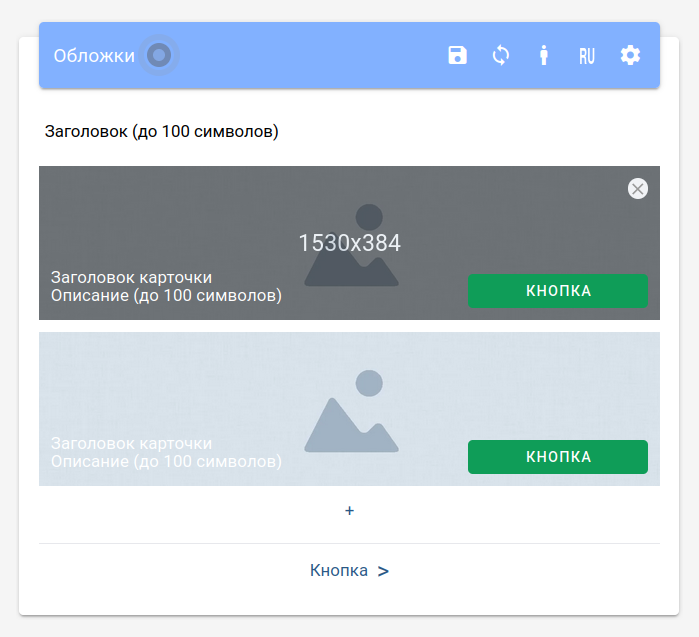 Обложки
RU
Заголовок (до 100 символов)
1530x384
Заголовок карточки
Описание (до 100 символов)
КНОПКА
Заголовок карточки
Описание (до 100 символов)
КНОПКА
+
Кнопка >